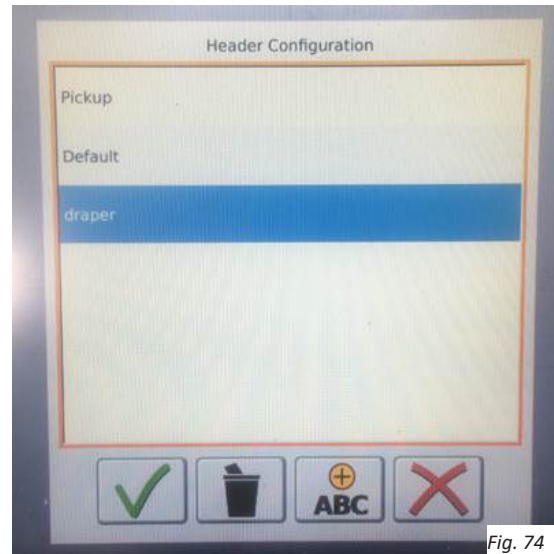 Header Configuration
Pickup
Default
draper
ABC
Fig. 74